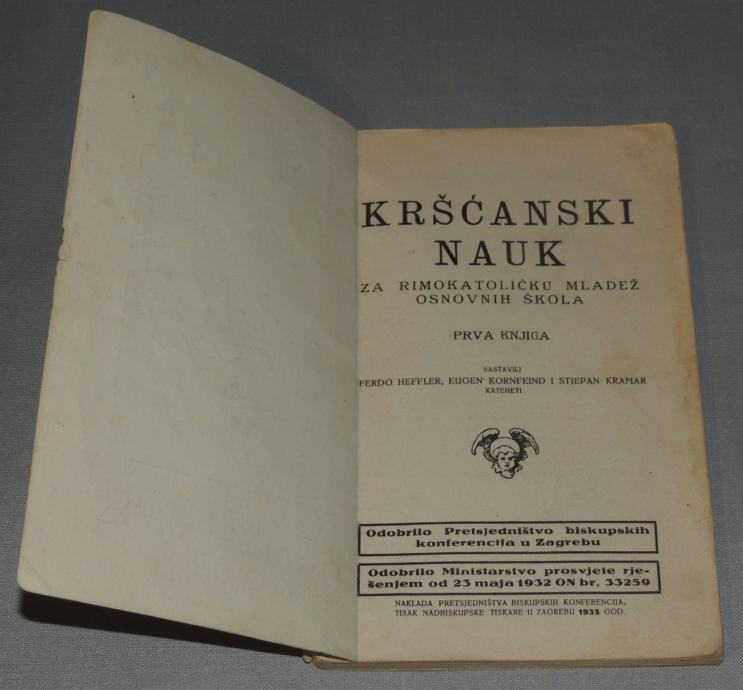 KRŠĆANSKI
NAUK
ZA RIMOKATOLIČKU MLADEŽ
OSNOVNIH ŠKOLA
PRVA KNJIGA
SASTAVILI
FERDO HEFFLER, EUGEN KORNFEIND I STJEPAN KRAMAR
KATEHETI
Odobrilo Pretsjedništvo biskupskih
konferencija u Zagrebu
Odobrilo Ministarstvo prosvjete rje-
šenjem od 23 maja 1932 ON br. 33259
NAKLADA PRETSJEDNIŠTVA BISKUPSKIH KONFERENCIJA.
TISAK NADBISKUPSKE TISKARE U ZAGREBU 1935 GOD.